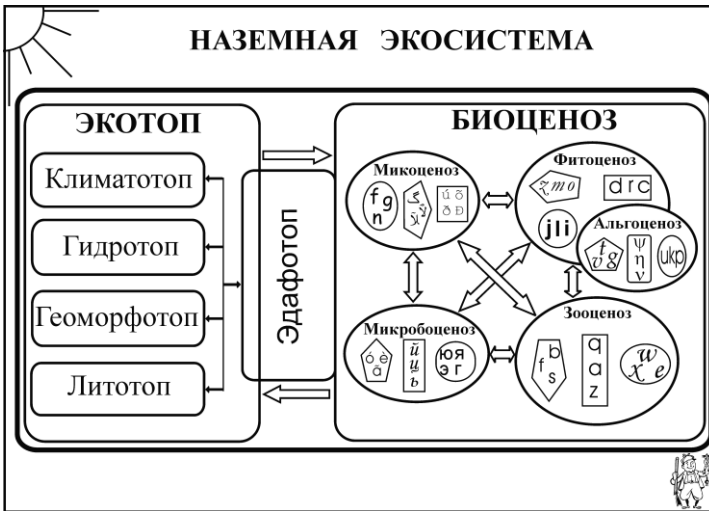 НАЗЕМНАЯ ЭКОСИСТЕМА
ЭКОТОП
Климатотоп
Гидротоп
Геоморфотоп
Литотоп
Эдафотоп
БИОЦЕНОЗ
Микоценоз
f g
n
ú õ
ð Đ
Фитоценоз
z m o
d r c
j l i
Альгоценоз
t
v g
ψ
η
ν
u k p
Микробоценоз
ó è
ã
й
ц
ь
ю я
э г
Зооценоз
b
f
s
q
a
z
w
x e